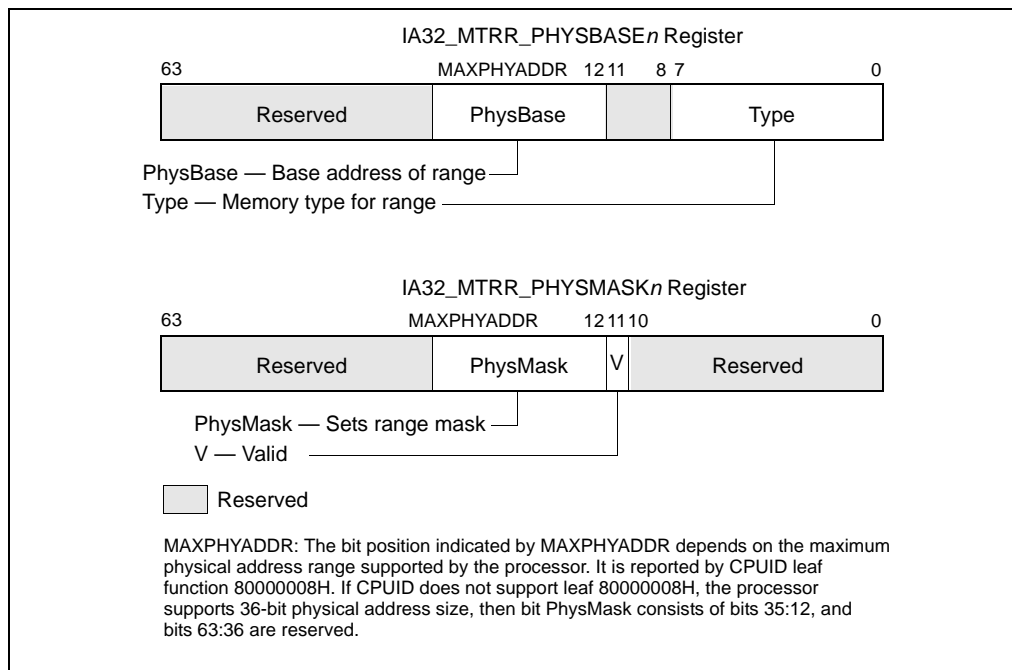 IA32_MTRR_PHYSBASEn Register
63 MAXPHYADDR 12 11 8 7 0
Reserved PhysBase Type
PhysBase — Base address of range
Type — Memory type for range
IA32_MTRR_PHYSMASKn Register
63 MAXPHYADDR 12 11 10 0
Reserved PhysMask V Reserved
PhysMask — Sets range mask
V — Valid
Reserved
MAXPHYADDR: The bit position indicated by MAXPHYADDR depends on the maximum
physical address range supported by the processor. It is reported by CPUID leaf
function 80000008H. If CPUID does not support leaf 80000008H, the processor
supports 36-bit physical address size, then bit PhysMask consists of bits 35:12, and
bits 63:36 are reserved.